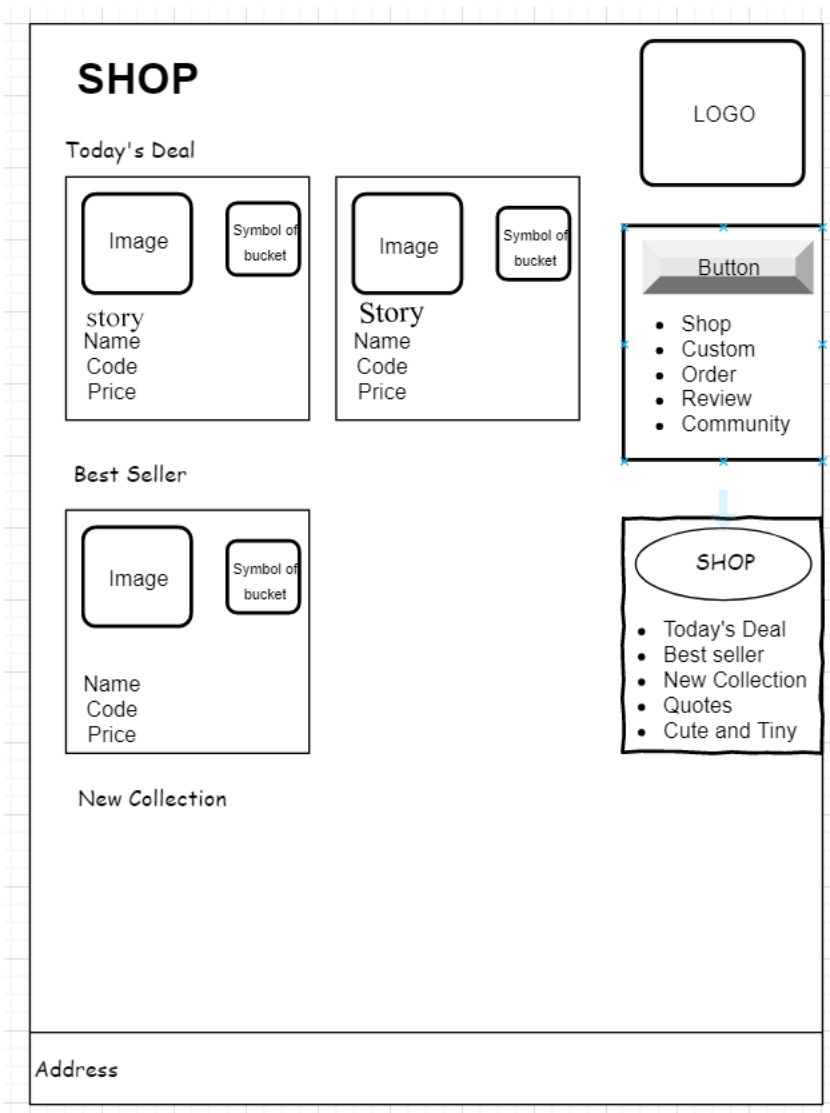 SHOP
LOGO
Today's Deal
Image
Symbol of
bucket
story
Name
Code
Price
Image
Symbol of
bucket
Story
Name
Code
Price
Button
Shop
Custom
Order
Review
Community
Best Seller
Image
Symbol of
bucket
Name
Code
Price
SHOP
Today's Deal
Best seller
New Collection
Quotes
Cute and Tiny
New Collection
Address